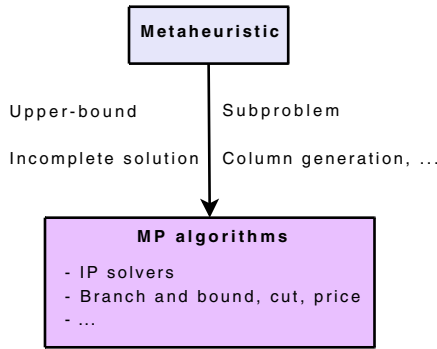 Metaheuristic
Upper-bound
Subproblem
Incomplete solution
Column generation, ...
MP algorithms
- IP solvers
- Branch and bound, cut, price
- ...